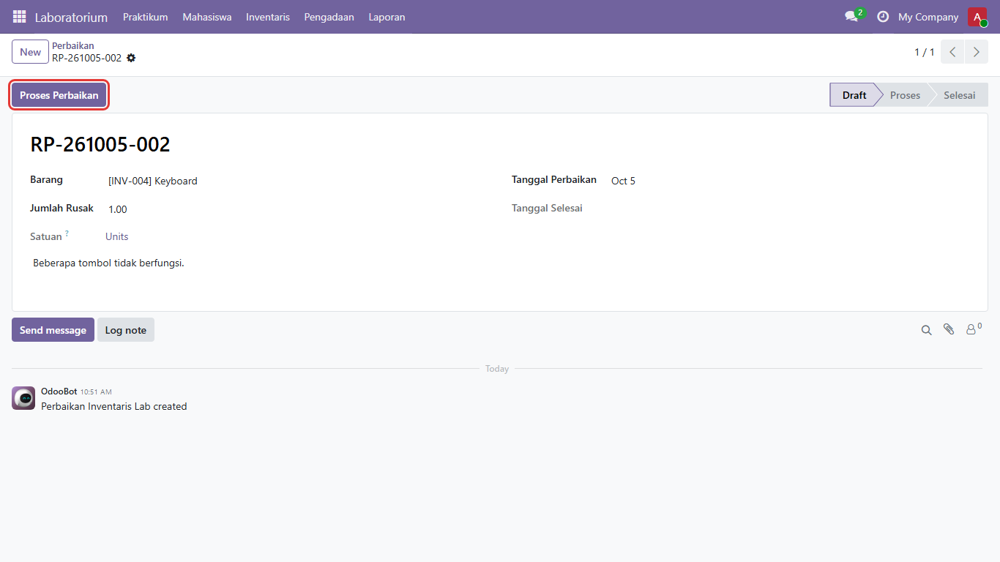 Laboratorium Praktikum Mahasiswa Inventaris Pengadaan Laporan 2 My Company A
New Perbaikan
RP-261005-002
1 / 1
Proses Perbaikan Draft Proses Selesai
RP-261005-002
Barang [INV-004] Keyboard Tanggal Perbaikan Oct 5
Jumlah Rusak 1.00 Tanggal Selesai
Satuan ? Units
Beberapa tombol tidak berfungsi.
Send message Log note 0
Today
OdooBot 10:51 AM
Perbaikan Inventaris Lab created